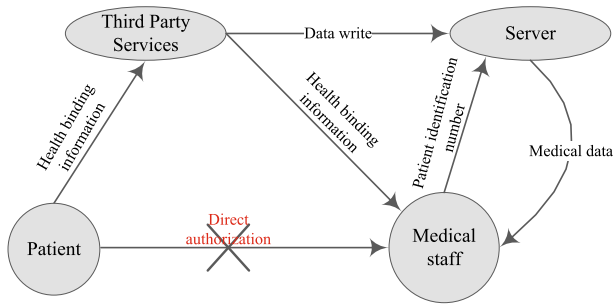 Third Party
Services
Data write
Server
Health binding
information
Health binding
information
Patient identification
number
Medical data
Patient
Direct
authorization
Medical
staff